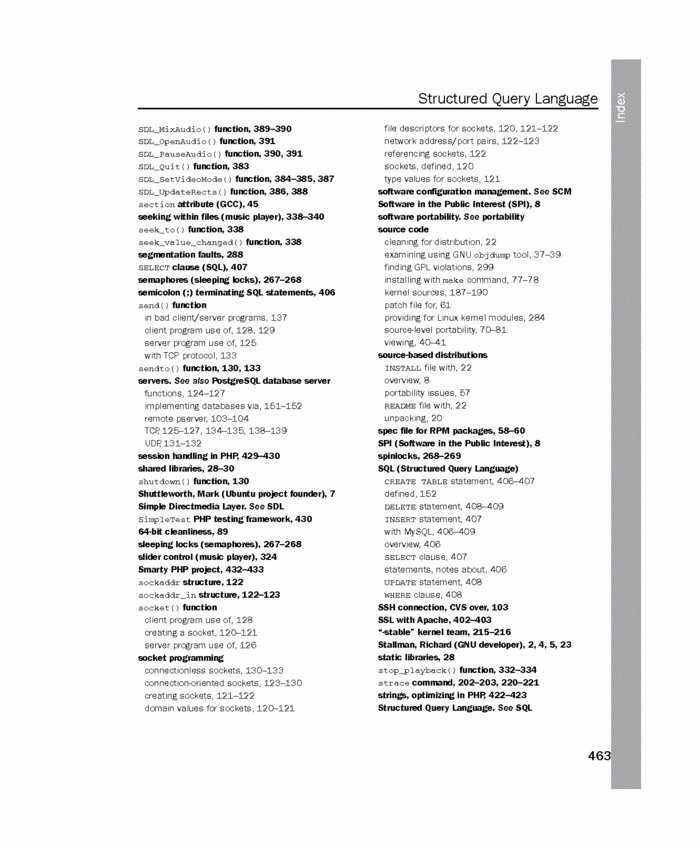 Structured Query Language
Index
SDL_MixAudio() function, 389–390
SDL_OpenAudio() function, 391
SDL_PauseAudio() function, 390, 391
SDL_Quit() function, 383
SDL_SetVideoMode() function, 384–385, 387
SDL_UpdateRects() function, 386, 388
section attribute (GCC), 45
seeking within files (music player), 338–340
seek_to() function, 338
seek_value_changed() function, 338
segmentation faults, 288
SELECT clause (SQL), 407
semaphores (sleeping locks), 267–268
semicolon (;) terminating SQL statements, 406
send() function
in bad client/server programs, 137
client program use of, 128, 129
server program use of, 125
with TCP protocol, 133
sendto() function, 130, 133
servers. See also PostgreSQL database server
functions, 124–127
implementing databases via, 151–152
remote pserver, 103–104
TCP, 125–127, 134–135, 138–139
UDP, 131–132
session handling in PHP, 429–430
shared libraries, 28–30
shutdown() function, 130
Shuttleworth, Mark (Ubuntu project founder), 7
Simple Directmedia Layer. See SDL
SimpleTest PHP testing framework, 430
64-bit cleanliness, 89
sleeping locks (semaphores), 267–268
slider control (music player), 324
Smarty PHP project, 432–433
sockaddr structure, 122
sockaddr_in structure, 122–123
socket() function
client program use of, 128
creating a socket, 120–121
server program use of, 126
socket programming
connectionless sockets, 130–133
connection-oriented sockets, 123–130
creating sockets, 121–122
domain values for sockets, 120–121
file descriptors for sockets, 120, 121–122
network address/port pairs, 122–123
referencing sockets, 122
sockets, defined, 120
type values for sockets, 121
software configuration management. See SCM
Software in the Public Interest (SPI), 8
software portability. See portability
source code
cleaning for distribution, 22
examining using GNU objdump tool, 37–39
finding GPL violations, 299
installing with make command, 77–78
kernel sources, 187–190
patch file for, 61
providing for Linux kernel modules, 284
source-level portability, 70–81
viewing, 40–41
source-based distributions
INSTALL file with, 22
overview, 8
portability issues, 57
README file with, 22
unpacking, 20
spec file for RPM packages, 58–60
SPI (Software in the Public Interest), 8
spinlocks, 268–269
SQL (Structured Query Language)
CREATE TABLE statement, 406–407
defined, 152
DELETE statement, 408–409
INSERT statement, 407
with MySQL, 406–409
overview, 406
SELECT clause, 407
statements, notes about, 406
UPDATE statement, 408
WHERE clause, 408
SSH connection, CVS over, 103
SSL with Apache, 402–403
"-stable" kernel team, 215–216
Stallman, Richard (GNU developer), 2, 4, 5, 23
static libraries, 28
stop_playback() function, 332–334
strace command, 202–203, 220–221
strings, optimizing in PHP, 422–423
Structured Query Language. See SQL
463